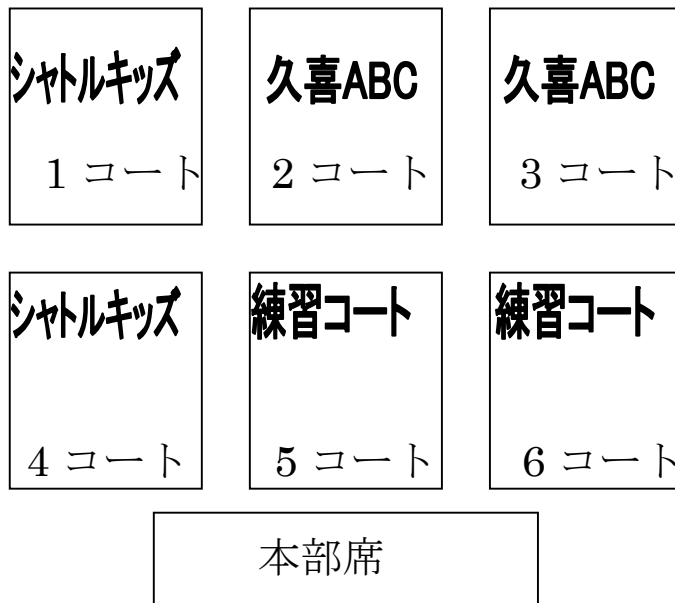 シャトルキッズ
1 コート
久喜ABC
2 コート
久喜ABC
3 コート
シャトルキッズ
4 コート
練習コート
5 コート
練習コート
6 コート
本部席